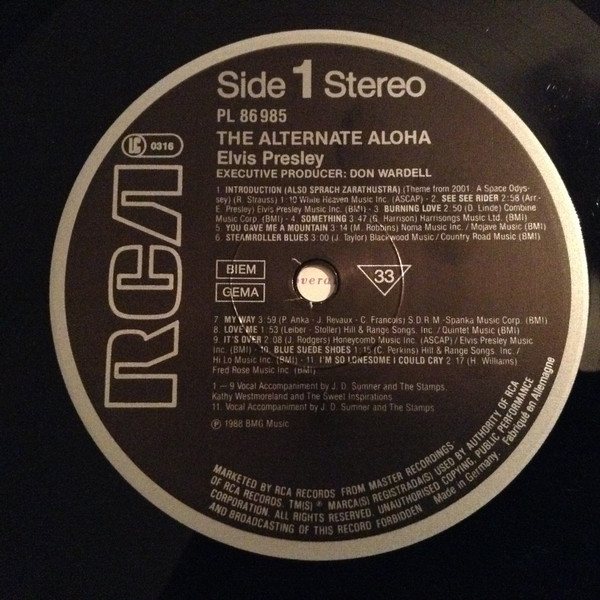 Side 1 Stereo
PL 86 985
THE ALTERNATE ALOHA
Elvis Presley
EXECUTIVE PRODUCER: DON WARDELL
LC 0316
RCA
1. INTRODUCTION (ALSO SPRACH ZARATHUSTRA) (Theme from 2001: A Space Odys-
sey) (R. Strauss) 1:10 While Heaven Music Inc. (ASCAP) - 2. SEE SEE RIDER 2:58 (Arr.
E. Presley) Elvis Presley Music Inc. (BMI) - 3. BURNING LOVE 2:50 (D. Linde) Combine
Music Inc. (BMI) - 4. SOMETHING 3:47 (G. Harrison) Harrisongs Music Ltd. (BMI)
5. YOU GAVE ME A MOUNTAIN 3:14 (M. Robbins) Noma Music Inc. / Mojave Music (BMI)
6. STEAMROLLER BLUES 3:00 (J. Taylor) Blackwood Music / Country Road Music (BMI)
BIEM
GEMA
33
7. MY WAY 3:59 (P. Anka - J. Revaux - C. Francois) S.D.R.M -Spanka Music Corp. (BMI)
8. LOVE ME 1:53 (Leiber - Stoller) Hill & Range Songs. Inc. / Quintet Music (BMI)
9. IT'S OVER 2:08 (J. Rodgers) Honeycomb Music (ASCAP) / Elvis Presley Music
Inc. (BMI) - 10. BLUE SUEDE SHOES 1:15 (C. Perkins) Hill & Range Songs, Inc. /
Hi Lo Music Inc. (BMI) - 11. I'M SO LONESOME I COULD CRY 2:17 (H. Williams)
Fred Rose Music Inc. (BMI)
1 — 9 Vocal Accompaniment by J. D. Sumner and The Stamps.
Kathy Westmoreland and The Sweet Inspirations.
11. Vocal Accompaniment by J. D. Sumner and The Stamps.
℗ 1988 BMG Music
MARKETED BY RCA RECORDS FROM MASTER RECORDINGS
OF RCA RECORDS. TM(S) ® MARCA(S) REGISTRADA(S) USED BY AUTHORITY OF RCA
CORPORATION. ALL RIGHTS RESERVED. UNAUTHORISED COPYING, PUBLIC PERFORMANCE
AND BROADCASTING OF THIS RECORD FORBIDDEN Made in Germany. Fabriqué en Allemagne